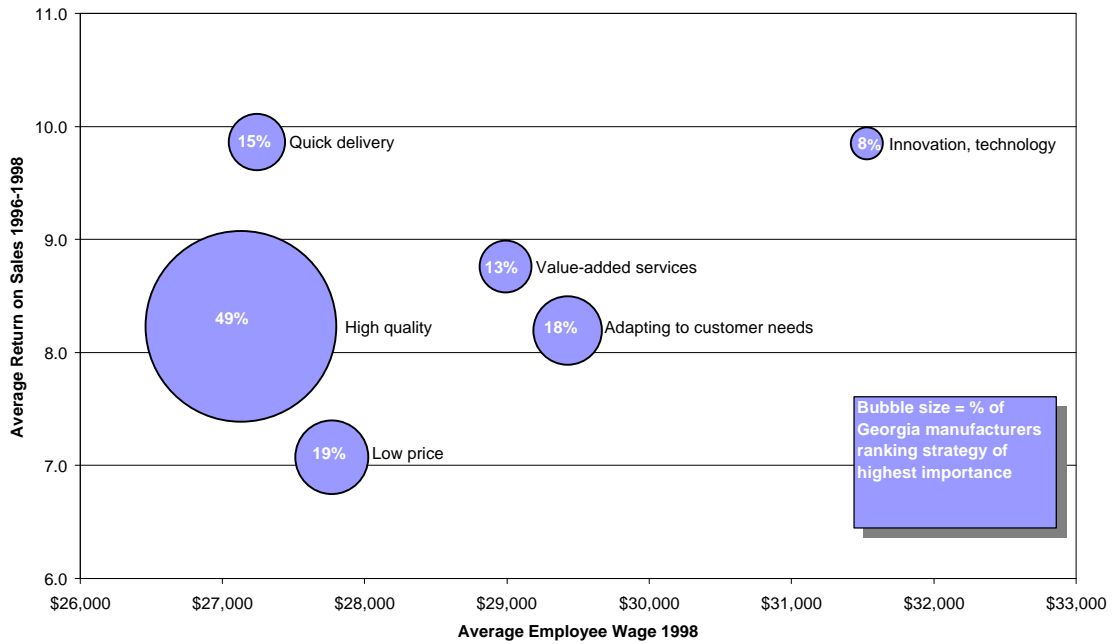 11.0
10.0
9.0
8.0
7.0
6.0
Average Return on Sales 1996-1998
15%
Quick delivery
8%
Innovation, technology
13%
Value-added services
49%
High quality
18%
Adapting to customer needs
19%
Low price
Bubble size = % of
Georgia manufacturers
ranking strategy of
highest importance
$26,000 $27,000 $28,000 $29,000 $30,000 $31,000 $32,000 $33,000
Average Employee Wage 1998